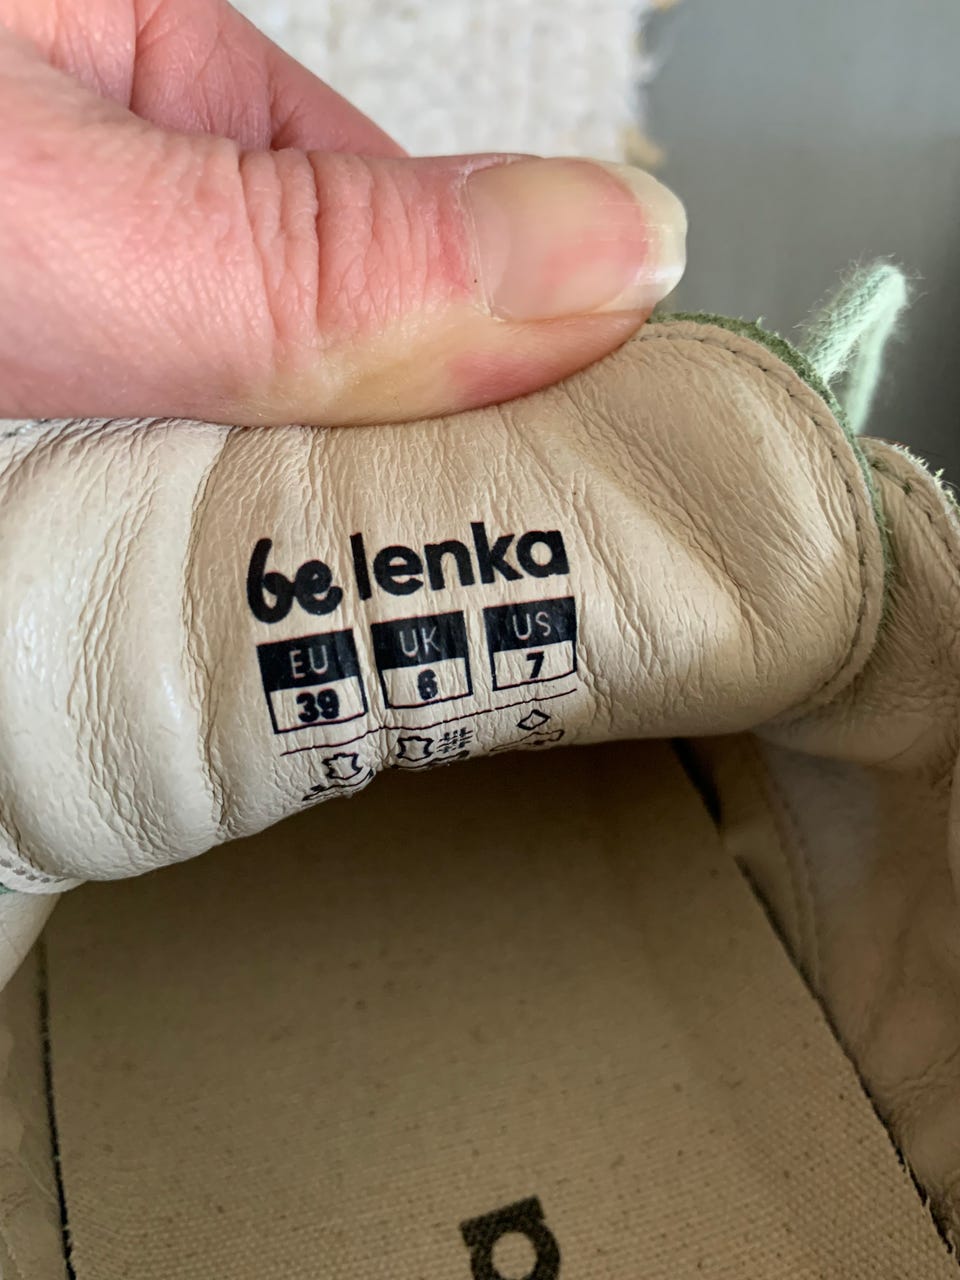 be lenka
EU UK US
39 6 7